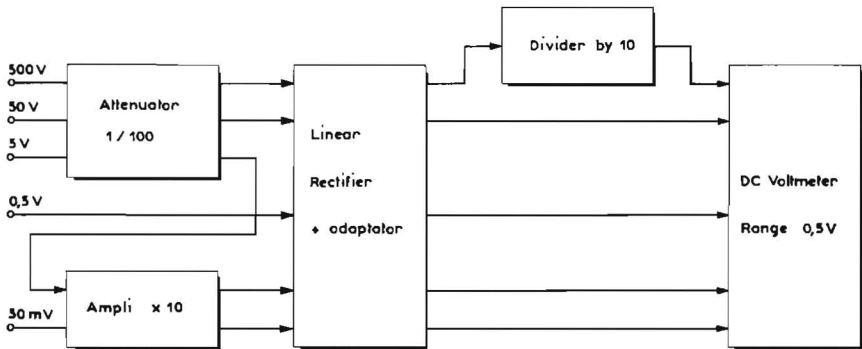 Divider by 10
500 V
50 V
5 V
0,5 V
50 mV
Attenuator
1 / 100
Ampli x 10
Linear
Rectifier
+ adaptator
DC Voltmeter
Range 0,5 V